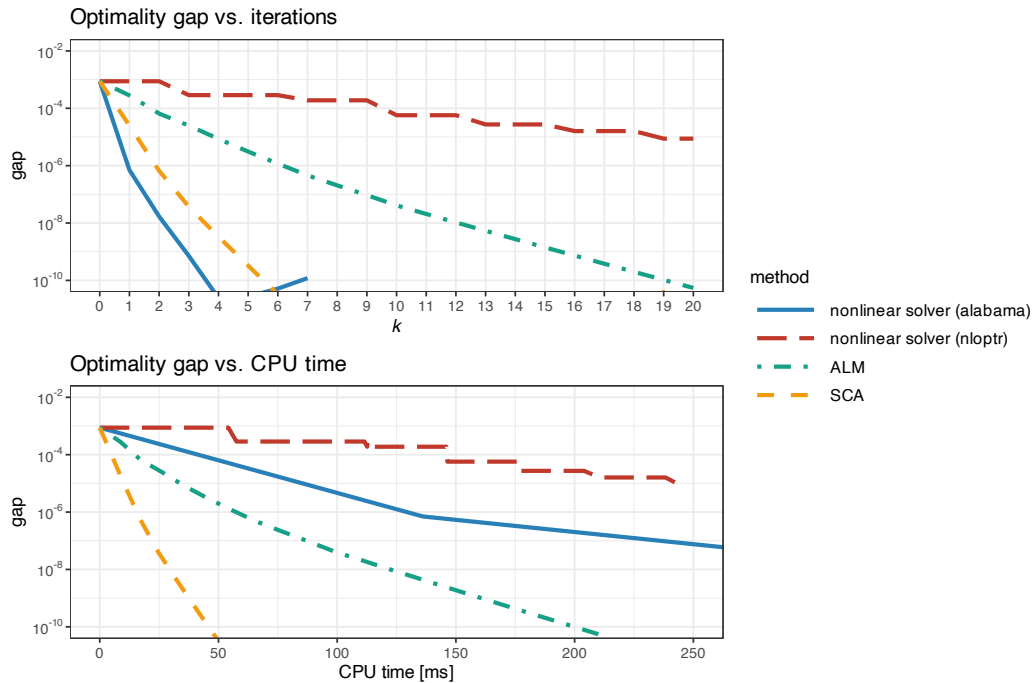 Optimality gap vs. iterations
10^-2
10^-4
10^-6
10^-8
10^-10
gap
0 1 2 3 4 5 6 7 8 9 10 11 12 13 14 15 16 17 18 19 20
k
method
nonlinear solver (alabama)
nonlinear solver (nloptr)
ALM
SCA
Optimality gap vs. CPU time
10^-2
10^-4
10^-6
10^-8
10^-10
gap
0 50 100 150 200 250
CPU time [ms]